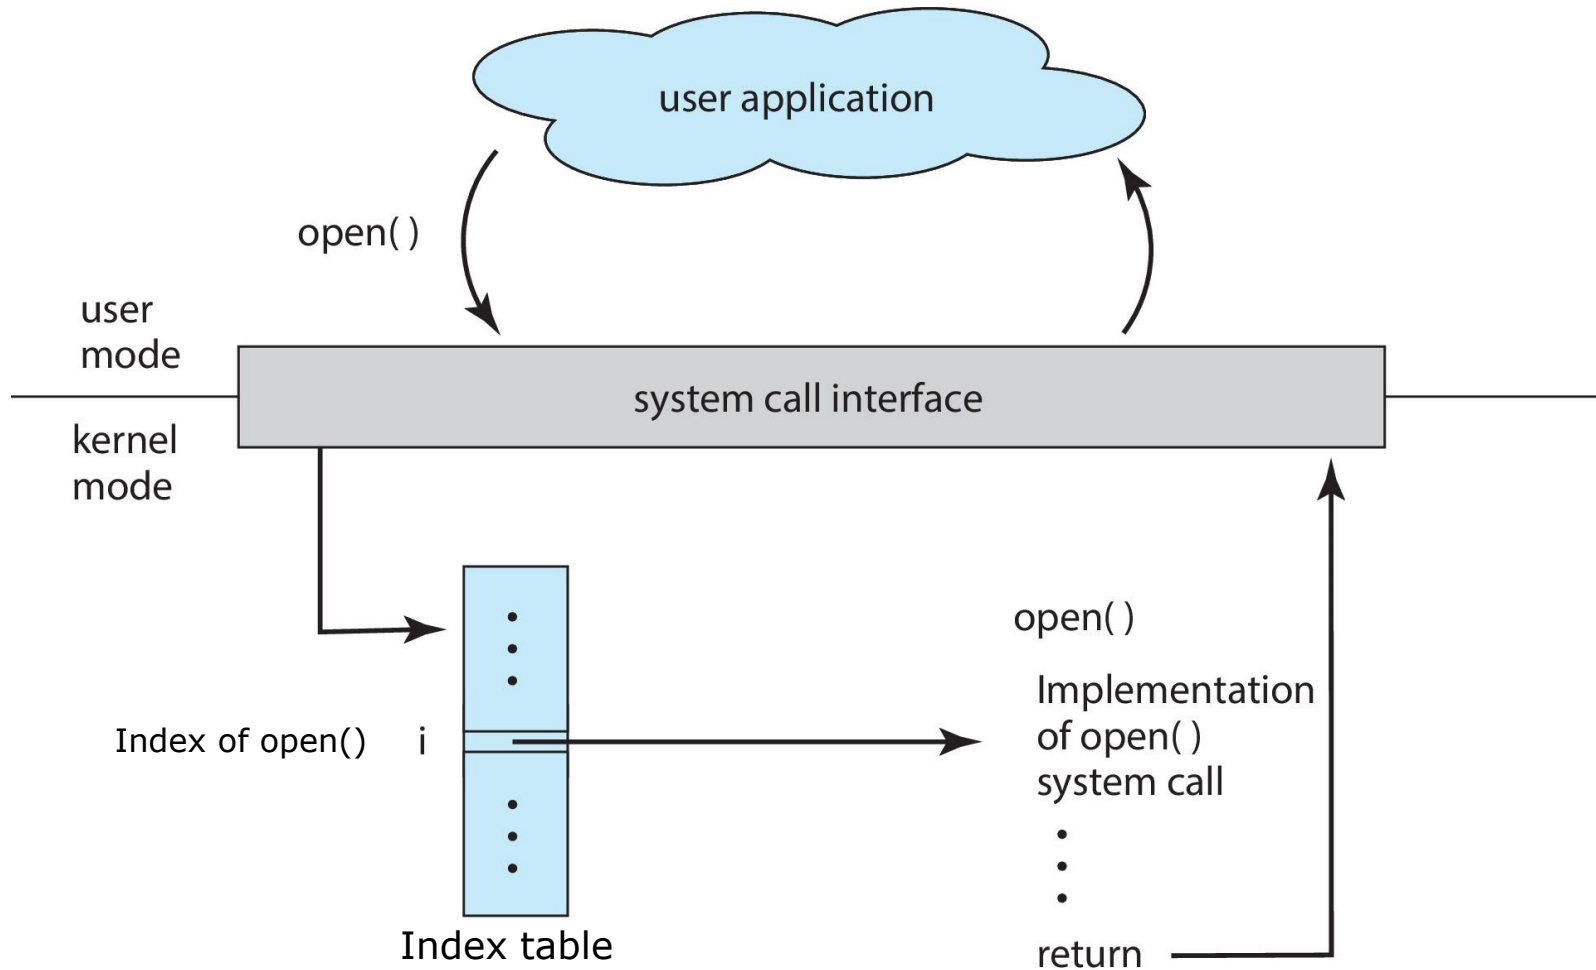 user application
open( )
user
mode
system call interface
kernel
mode
open( )
Implementation
of open( )
system call
Index of open() i
Index table
return